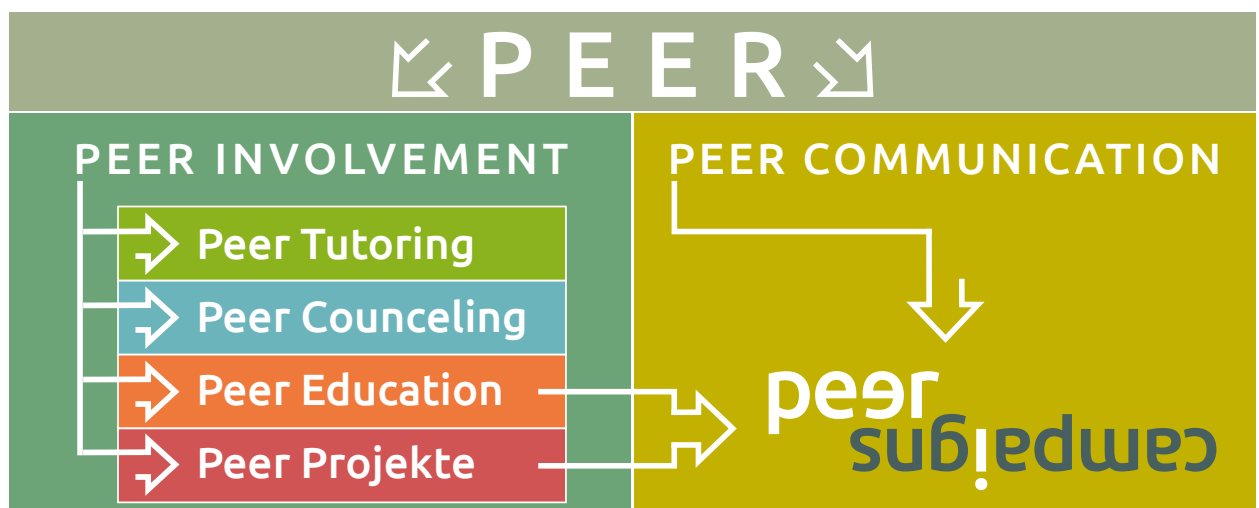 PEER
PEER INVOLVEMENT
Peer Tutoring
Peer Counceling
Peer Education
Peer Projekte
PEER COMMUNICATION
peer
campaigns